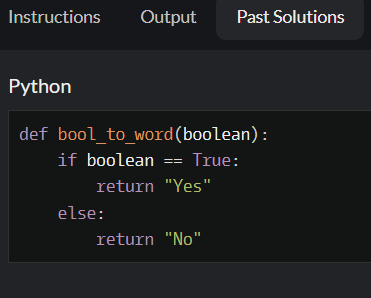 Instructions Output Past Solutions
Python
def bool_to_word(boolean):
    if boolean == True:
        return "Yes"
    else:
        return "No"